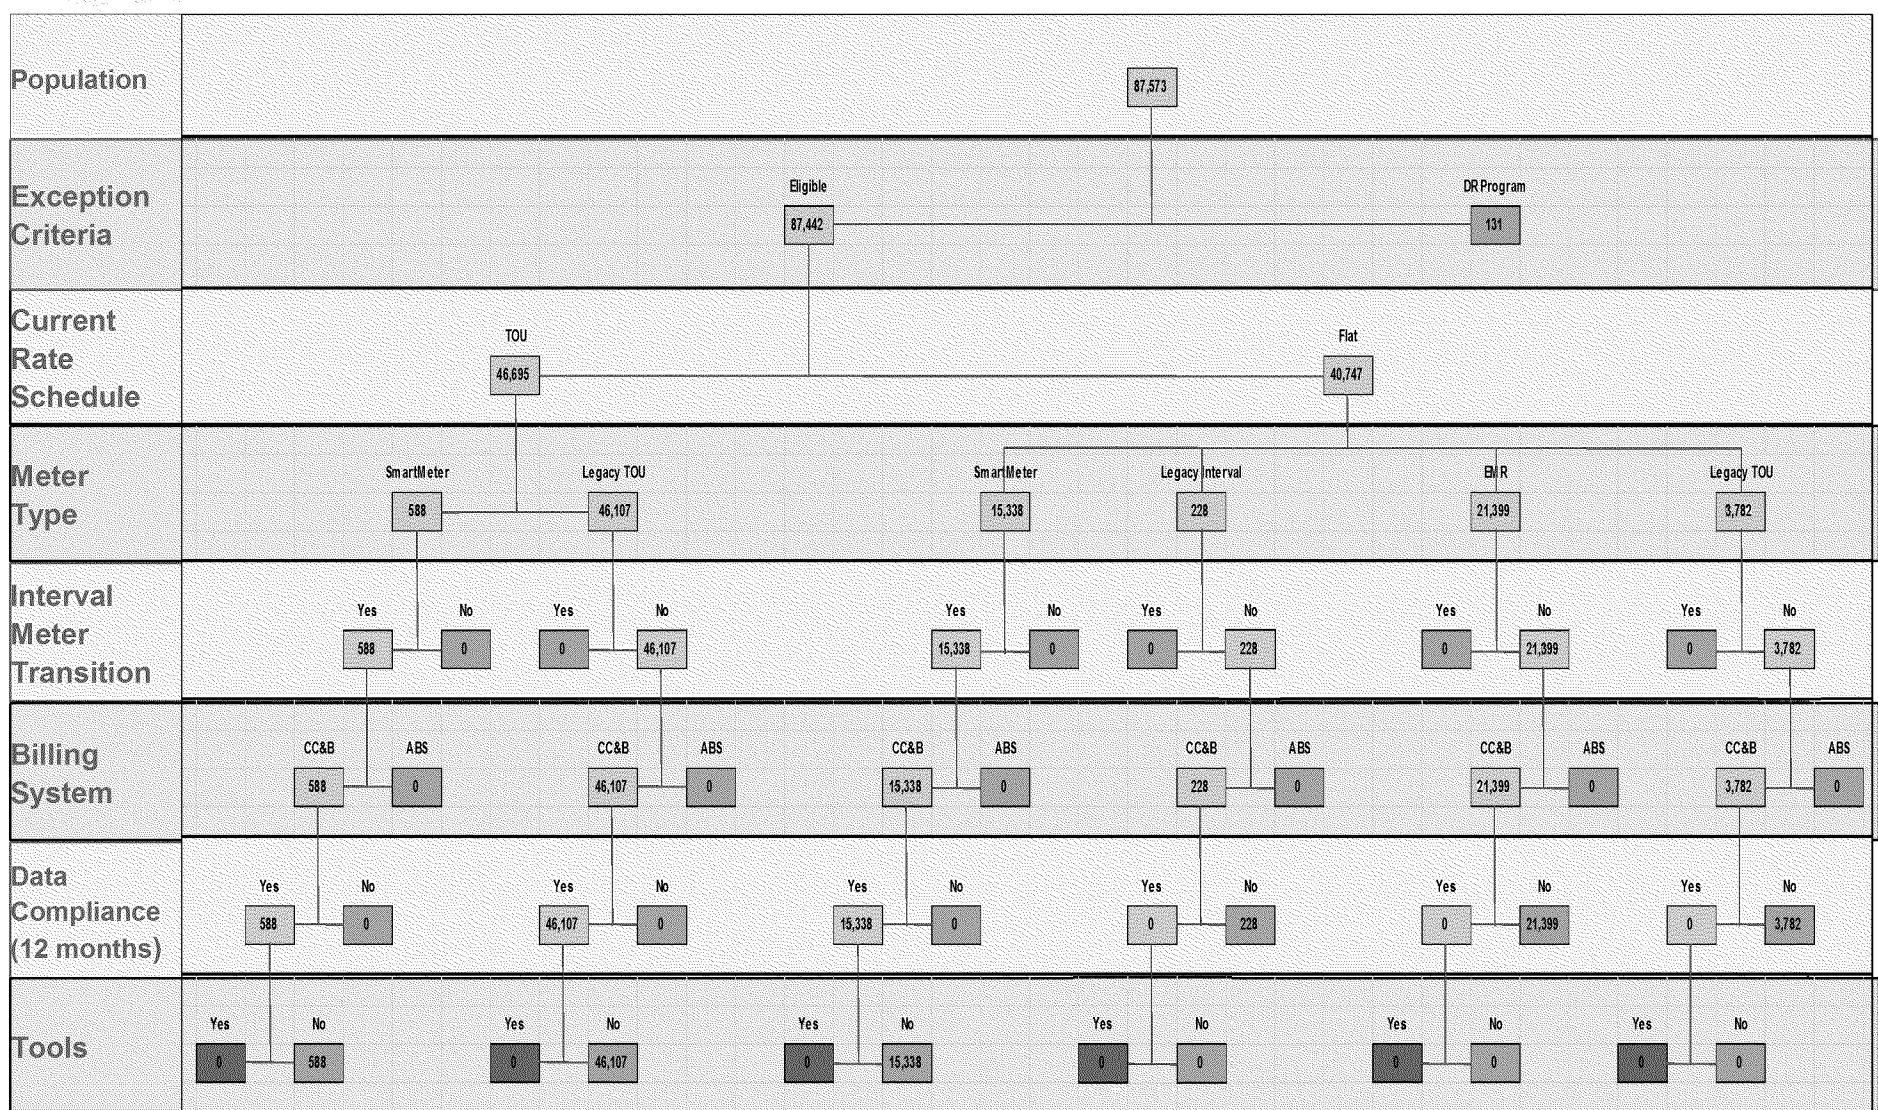 Population
87,573
Exception
Criteria
Eligible DR Program
87,442 131
Current
Rate
Schedule
TOU Flat
46,695 40,747
Meter
Type
SmartMeter Legacy TOU SmartMeter Legacy Interval EMR Legacy TOU
588 46,107 15,338 228 21,399 3,782
Interval
Meter
Transition
Yes No Yes No Yes No Yes No Yes No Yes No
588 0 0 46,107 15,338 0 0 228 0 21,399 0 3,782
Billing
System
CC&B ABS CC&B ABS CC&B ABS CC&B ABS CC&B ABS CC&B ABS
588 0 46,107 0 15,338 0 228 0 21,399 0 3,782 0
Data
Compliance
(12 months)
Yes No Yes No Yes No Yes No Yes No Yes No
588 0 46,107 0 15,338 0 0 228 0 21,399 0 3,782
Tools
Yes No Yes No Yes No Yes No Yes No Yes No
0 588 0 46,107 0 15,338 0 0 0 0 0 0